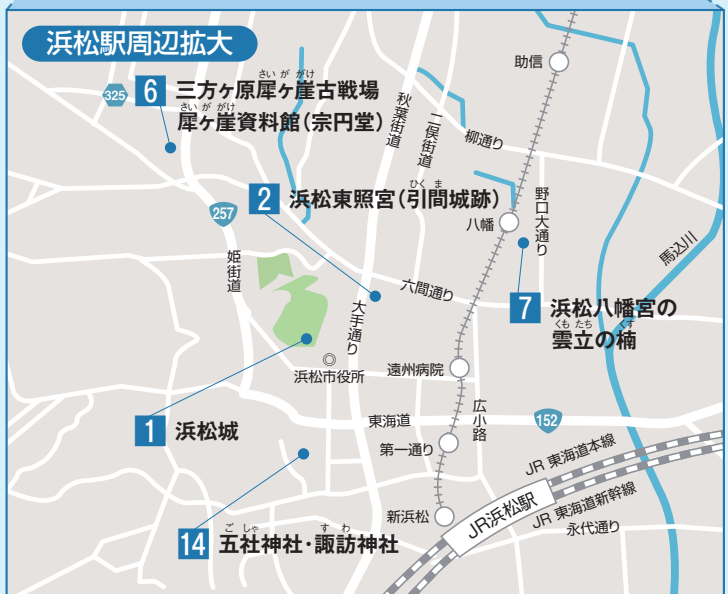 浜松駅周辺拡大
助信
325
6
さいががけ
三方ヶ原犀ヶ崖古戦場
さいががけ
犀ヶ崖資料館(宗円堂)
秋葉街道
二俣街道
柳通り
2
ひくま
浜松東照宮(引間城跡)
257
八幡
野口大通り
馬込川
姫街道
六間通り
大手通り
7
浜松八幡宮の
くもたち くす
雲立の楠
浜松市役所
遠州病院
1
浜松城
東海道
広小路
152
第一通り
JR 東海道本線
新浜松
JR浜松駅
JR 東海道新幹線
永代通り
14
ごしゃ すわ
五社神社・諏訪神社